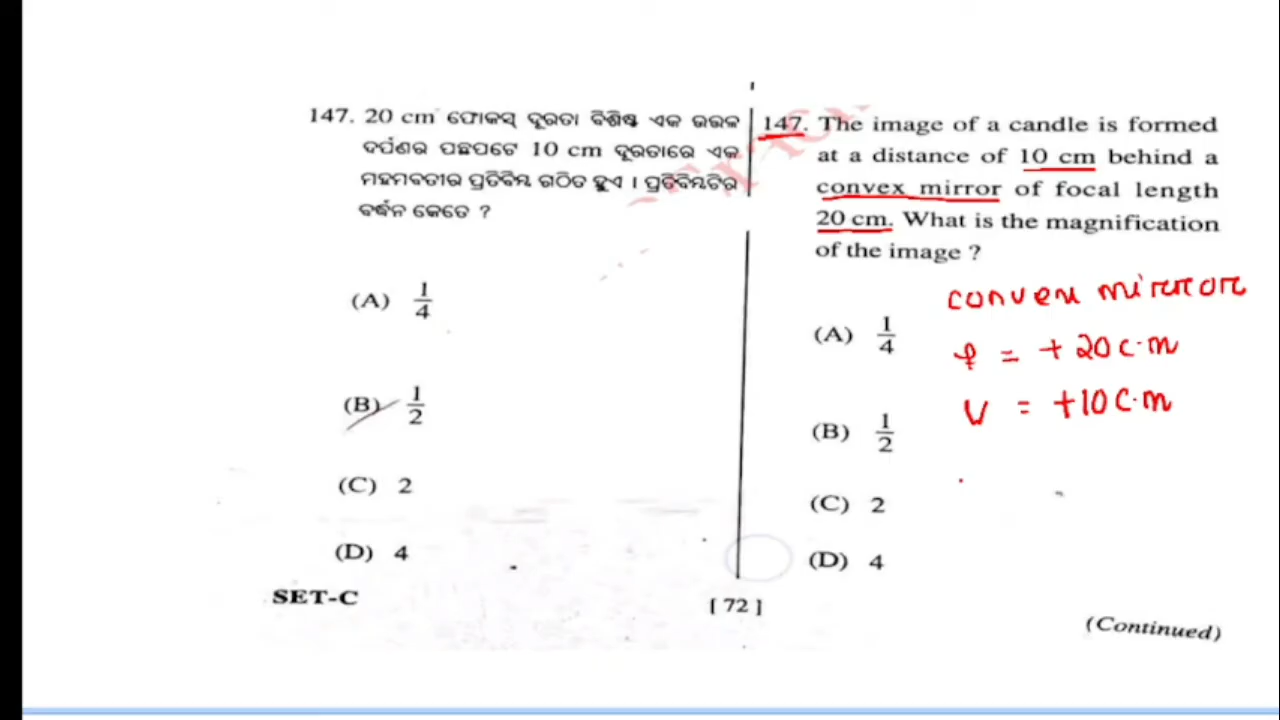 147. 20 cm ଫୋକସ୍ ଦୂରତା ବିଶିଷ୍ଟ ଏକ ଉତ୍ତଳ
ଦର୍ପଣର ପଛପଟେ 10 cm ଦୂରତାରେ ଏକ
ମହମବତୀର ପ୍ରତିବିମ୍ବ ଗଠିତ ହୁଏ । ପ୍ରତିବିମ୍ବଟିର
ବର୍ଦ୍ଧନ କେତେ ?
(A) 1/4
(B) 1/2
(C) 2
(D) 4
SET-C
147. The image of a candle is formed
at a distance of 10 cm behind a
convex mirror of focal length
20 cm. What is the magnification
of the image ?
(A) 1/4
(B) 1/2
(C) 2
(D) 4
convex mirror
f = +20 c.m
V = +10 c.m
[ 72 ]
(Continued)